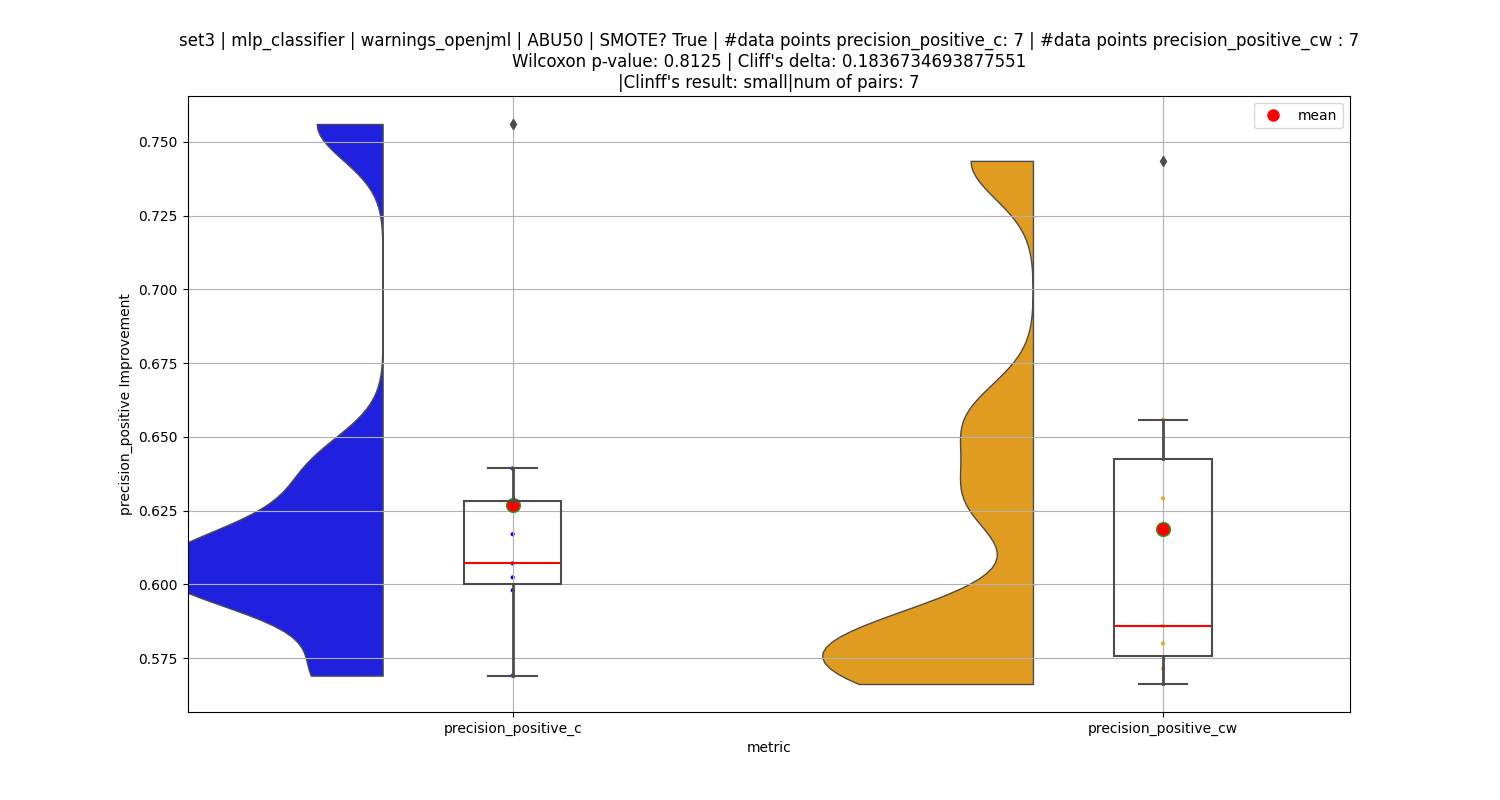 set3 | mlp_classifier | warnings_openjml | ABU50 | SMOTE? True | #data points precision_positive_c: 7 | #data points precision_positive_cw : 7
Wilcoxon p-value: 0.8125 | Cliff's delta: 0.1836734693877551
|Clinff's result: small|num of pairs: 7
mean
0.750
0.725
0.700
0.675
0.650
0.625
0.600
0.575
precision_positive Improvement
precision_positive_c
precision_positive_cw
metric